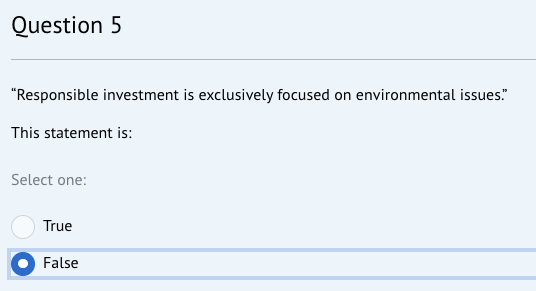 Question 5
“Responsible investment is exclusively focused on environmental issues.”
This statement is:
Select one:
True
False